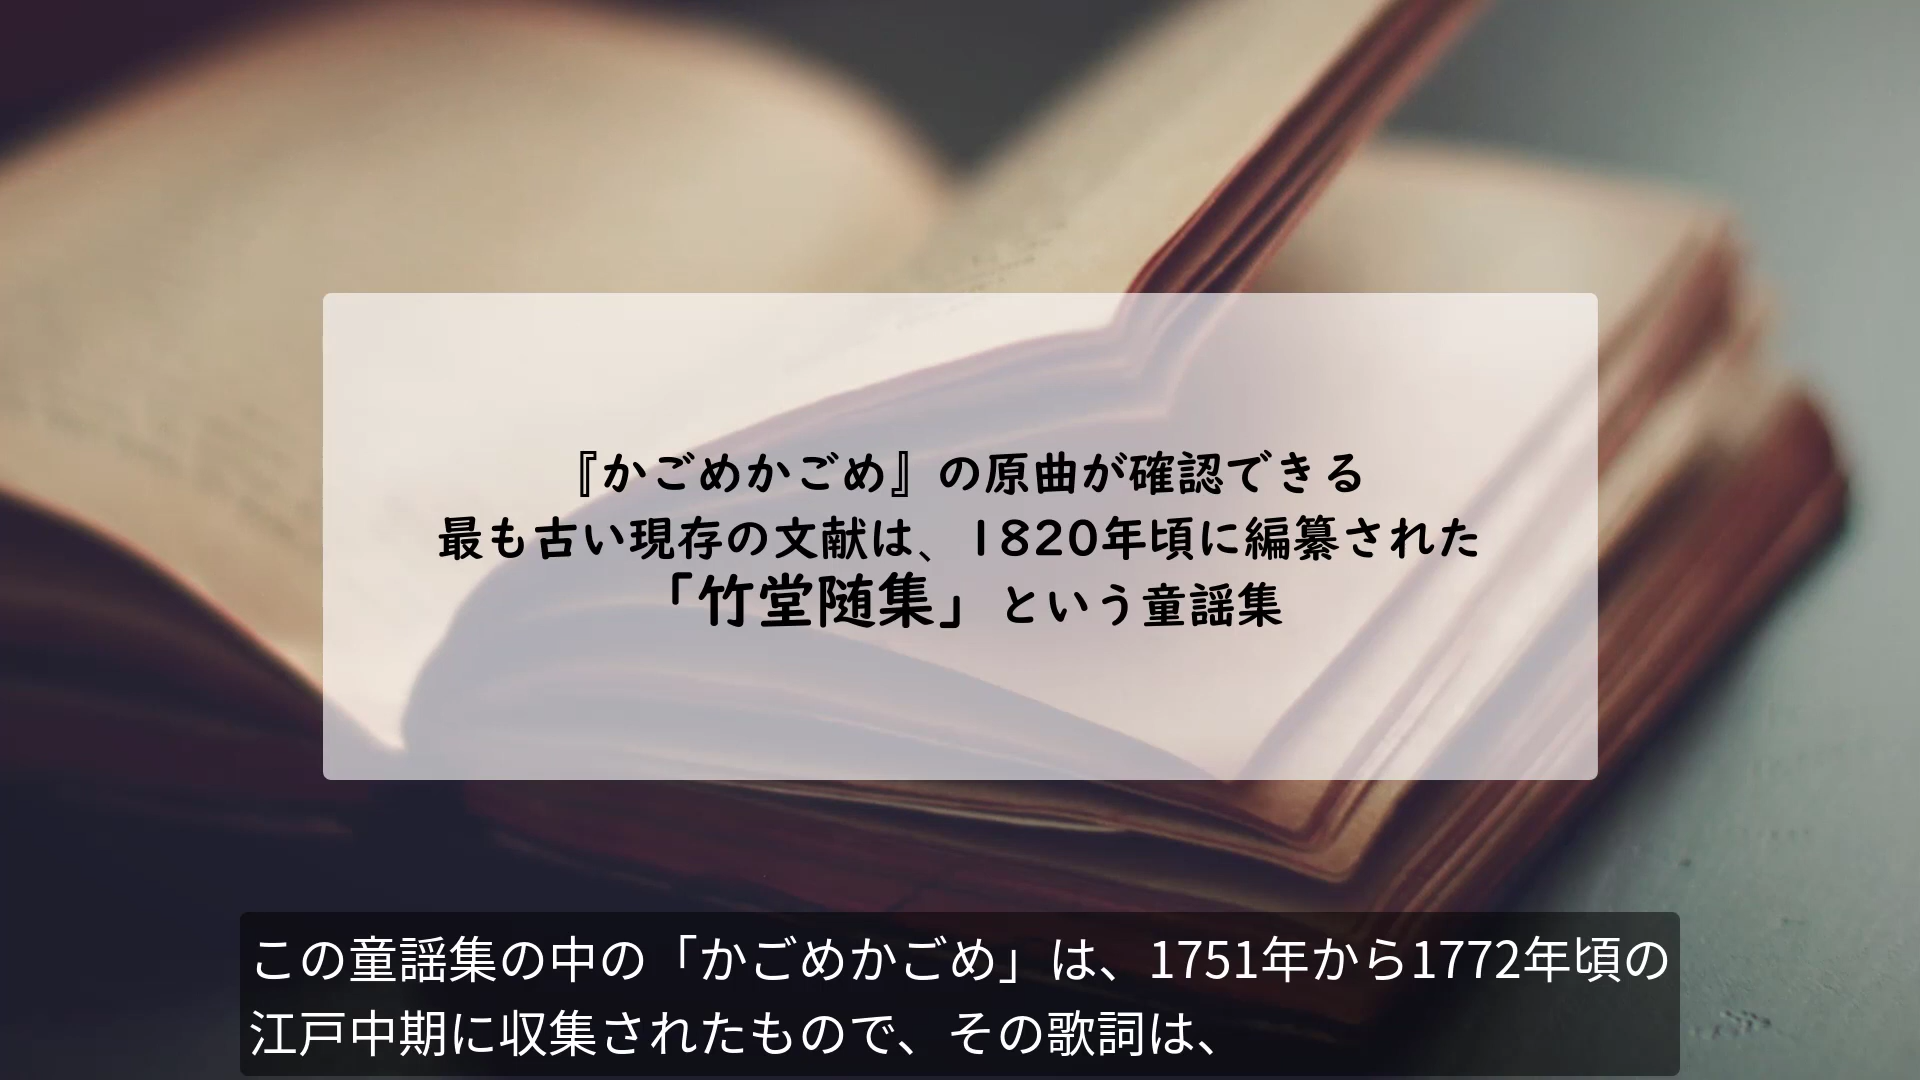 『かごめかごめ』の原曲が確認できる
最も古い現存の文献は、1820年頃に編纂された
「竹堂随集」という童謡集
この童謡集の中の「かごめかごめ」は、1751年から1772年頃の
江戸中期に収集されたもので、その歌詞は、